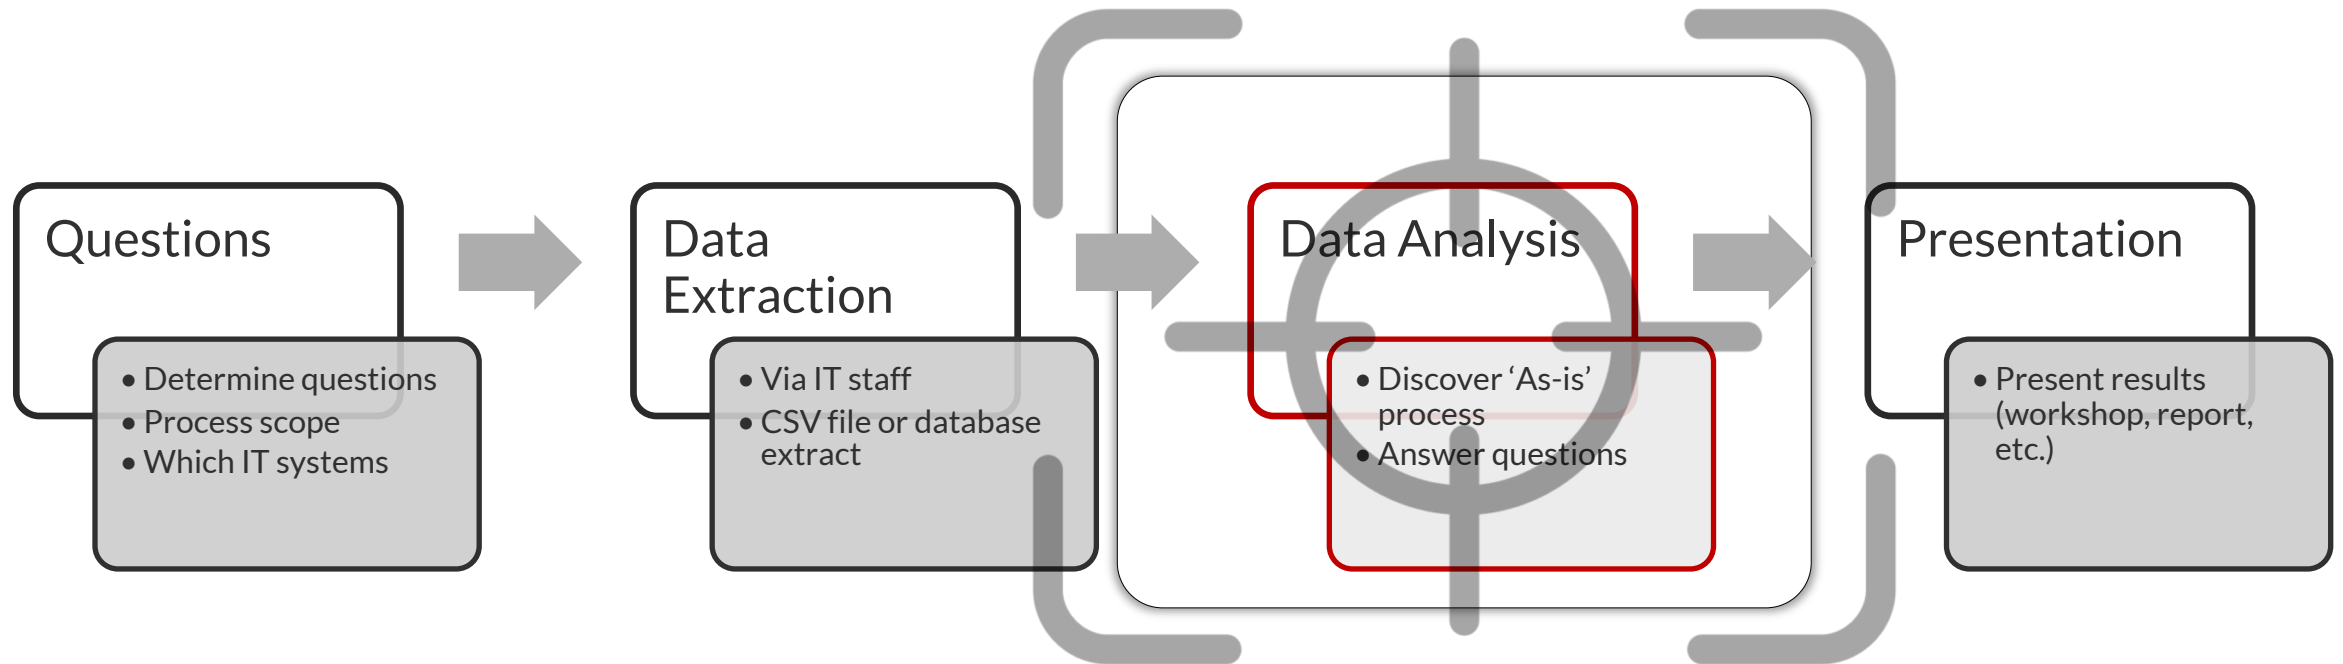 Questions
• Determine questions
• Process scope
• Which IT systems
Data
Extraction
• Via IT staff
• CSV file or database
extract
Data Analysis
• Discover ‘As-is’
process
• Answer questions
Presentation
• Present results
(workshop, report,
etc.)